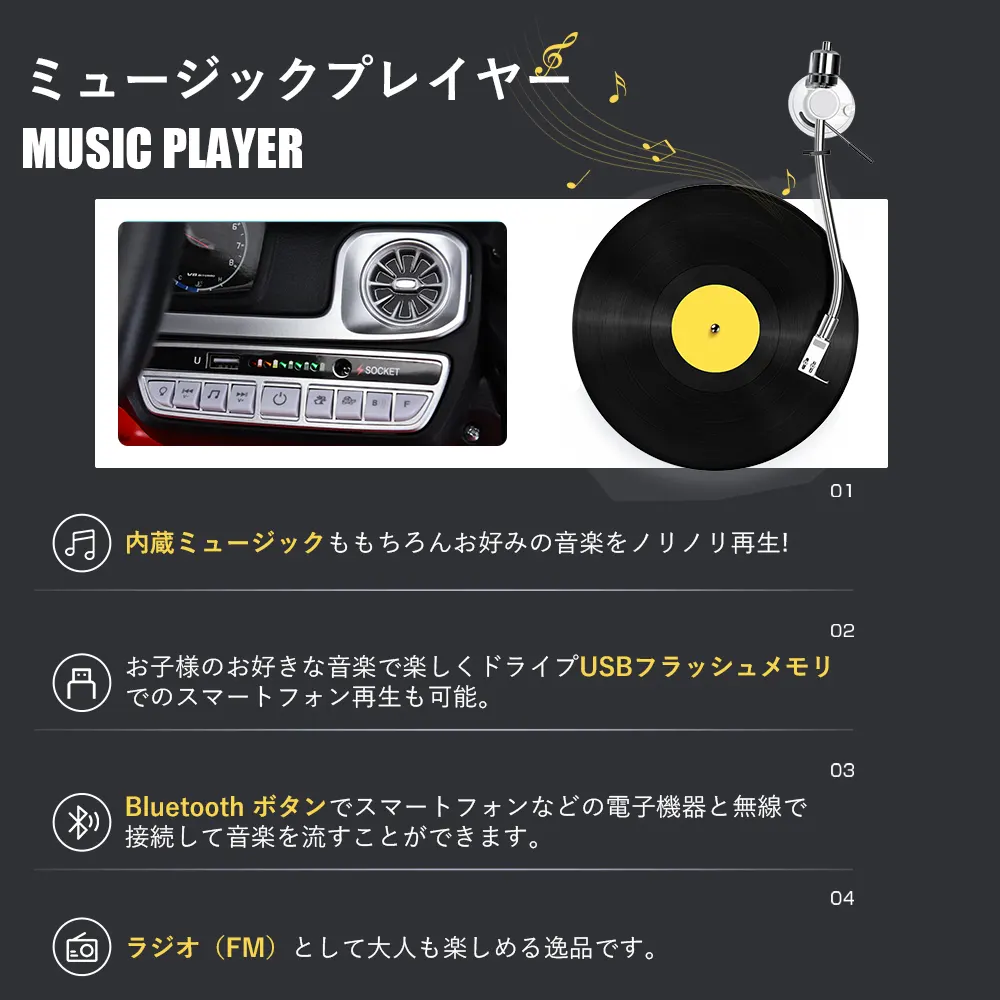 ミュージックプレイヤー
MUSIC PLAYER
6
7
8
U
SOCKET
V-
V+
B
F
01
内蔵ミュージックももちろんお好みの音楽をノリノリ再生!
02
お子様のお好きな音楽で楽しくドライブUSBフラッシュメモリ
でのスマートフォン再生も可能。
03
Bluetooth ボタンでスマートフォンなどの電子機器と無線で
接続して音楽を流すことができます。
04
ラジオ（FM）として大人も楽しめる逸品です。